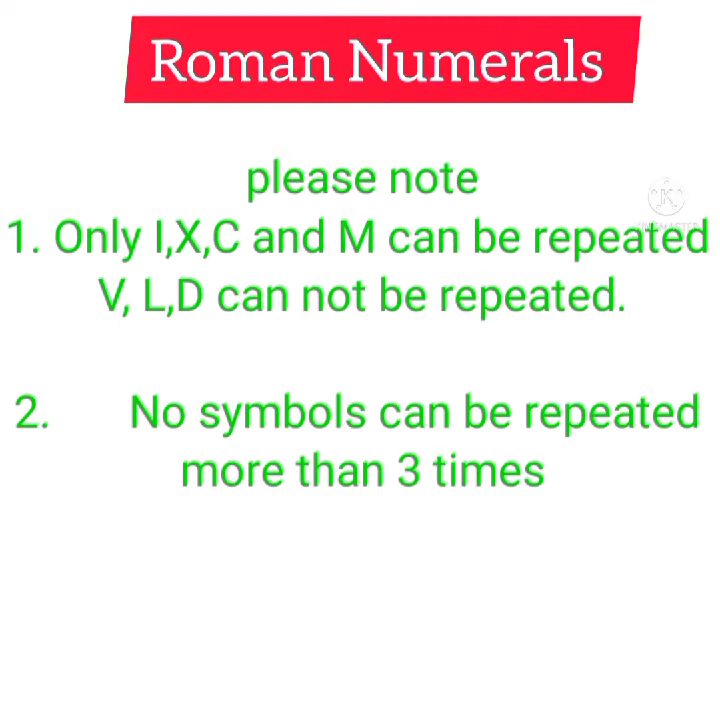 Roman Numerals
please note
1. Only I,X,C and M can be repeated
V, L,D can not be repeated.
2. No symbols can be repeated
more than 3 times